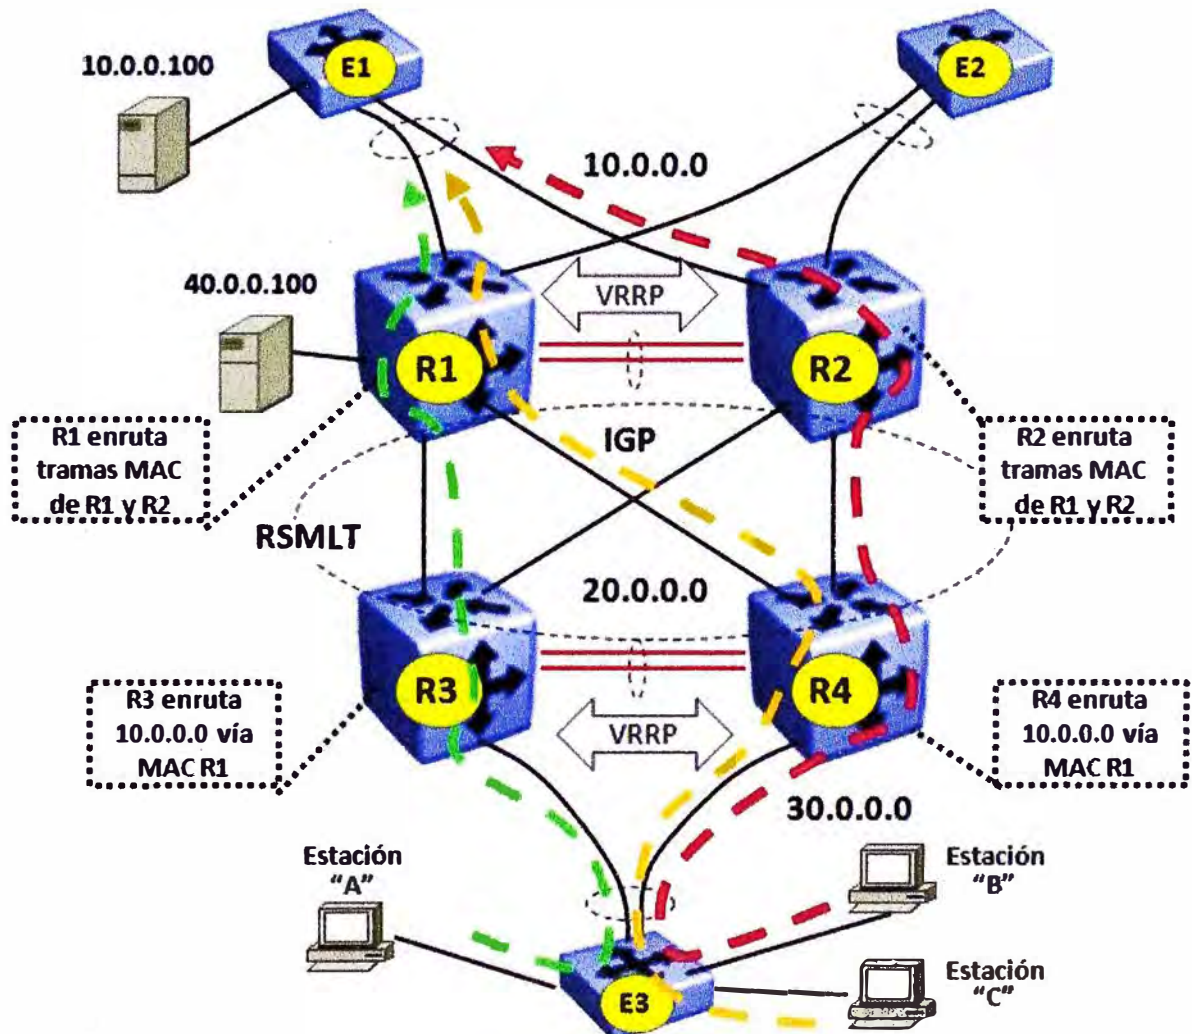 E1
E2
10.0.0.100
10.0.0.0
40.0.0.100
VRRP
R1
R2
R1 enruta
tramas MAC
de R1 y R2
IGP
R2 enruta
tramas MAC
de R1 y R2
RSMLT
20.0.0.0
R3
R4
R3 enruta
10.0.0.0 vía
MAC R1
VRRP
R4 enruta
10.0.0.0 vía
MAC R1
30.0.0.0
Estación
"A"
Estación
"B"
Estación
"C"
E3